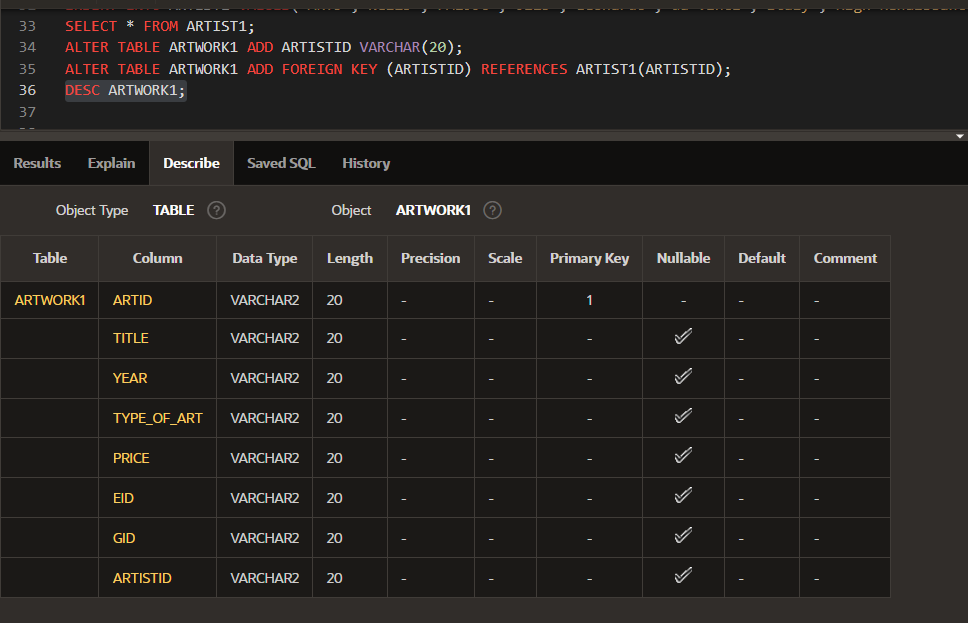 33 SELECT * FROM ARTIST1;
34 ALTER TABLE ARTWORK1 ADD ARTISTID VARCHAR(20);
35 ALTER TABLE ARTWORK1 ADD FOREIGN KEY (ARTISTID) REFERENCES ARTIST1(ARTISTID);
36 DESC ARTWORK1;
37
Results Explain Describe Saved SQL History
Object Type TABLE ? Object ARTWORK1 ?
Table Column Data Type Length Precision Scale Primary Key Nullable Default Comment
ARTWORK1 ARTID VARCHAR2 20 - - 1 - - -
TITLE VARCHAR2 20 - - - ✓ - -
YEAR VARCHAR2 20 - - - ✓ - -
TYPE_OF_ART VARCHAR2 20 - - - ✓ - -
PRICE VARCHAR2 20 - - - ✓ - -
EID VARCHAR2 20 - - - ✓ - -
GID VARCHAR2 20 - - - ✓ - -
ARTISTID VARCHAR2 20 - - - ✓ - -